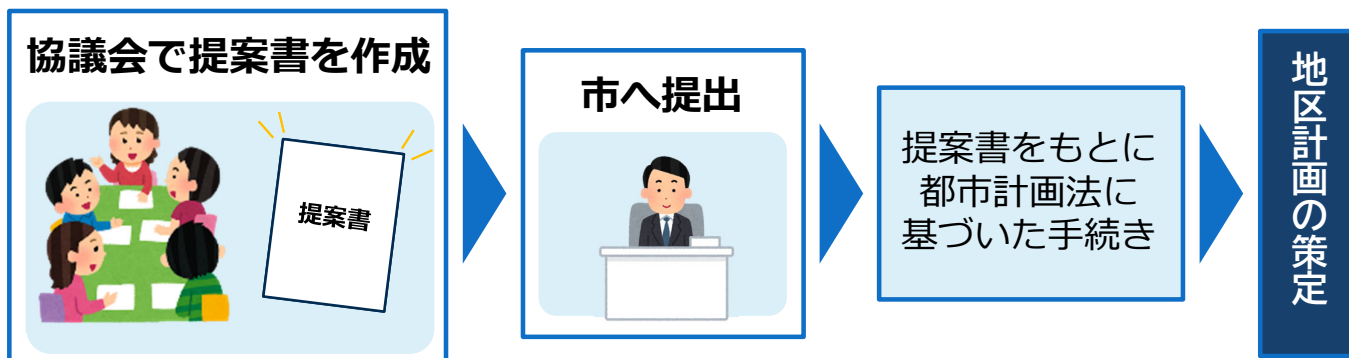 協議会で提案書を作成
提案書
市へ提出
提案書をもとに
都市計画法に
基づいた手続き
地区計画の策定